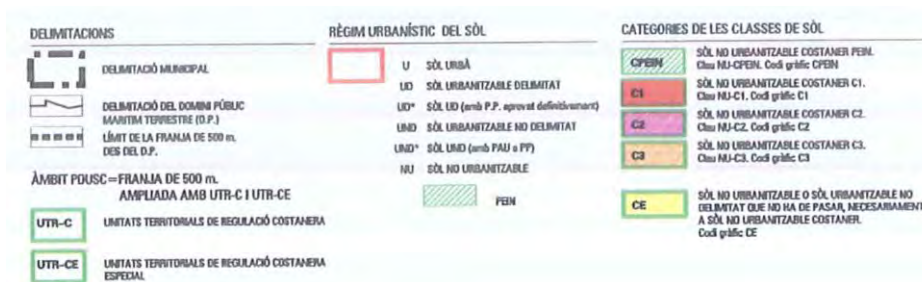 DELIMITACIONS
DELIMITACIÓ MUNICIPAL
DELIMITACIÓ DEL DOMINI PÚBLIC
MARITIM TERRESTRE (D.P.)
LÍMIT DE LA FRANJA DE 500 m.
DES DEL D.P.
ÀMBIT POUSC=FRANJA DE 500 m.
AMPLIADA AMB UTR-C I UTR-CE
UTR-C UNITATS TERRITORIALS DE REGULACIÓ COSTANERA
UTR-CE UNITATS TERRITORIALS DE REGULACIÓ COSTANERA
ESPECIAL
RÈGIM URBANÍSTIC DEL SÒL
U SÒL URBÀ
UD SÒL URBANITZABLE DELIMITAT
UD* SÒL UD (amb P.P. aprovat definitivament)
UND SÒL URBANITZABLE NO DELIMITAT
UND* SÒL UND (amb PAU o PP)
NU SÒL NO URBANITZABLE
PEIN
CATEGORIES DE LES CLASSES DE SÒL
CPEIN SÒL NO URBANITZABLE COSTANER PEIN.
Clau NU-CPEIN. Codi gràfic CPEIN
C1 SÒL NO URBANITZABLE COSTANER C1.
Clau NU-C1. Codi gràfic C1
C2 SÒL NO URBANITZABLE COSTANER C2.
Clau NU-C2. Codi gràfic C2
C3 SÒL NO URBANITZABLE COSTANER C3.
Clau NU-C3. Codi gràfic C3
CE SÒL NO URBANITZABLE O SÒL URBANITZABLE NO
DELIMITAT QUE NO HA DE PASAR, NECESARIAMENT
A SÒL NO URBANITZABLE COSTANER.
Codi gràfic CE